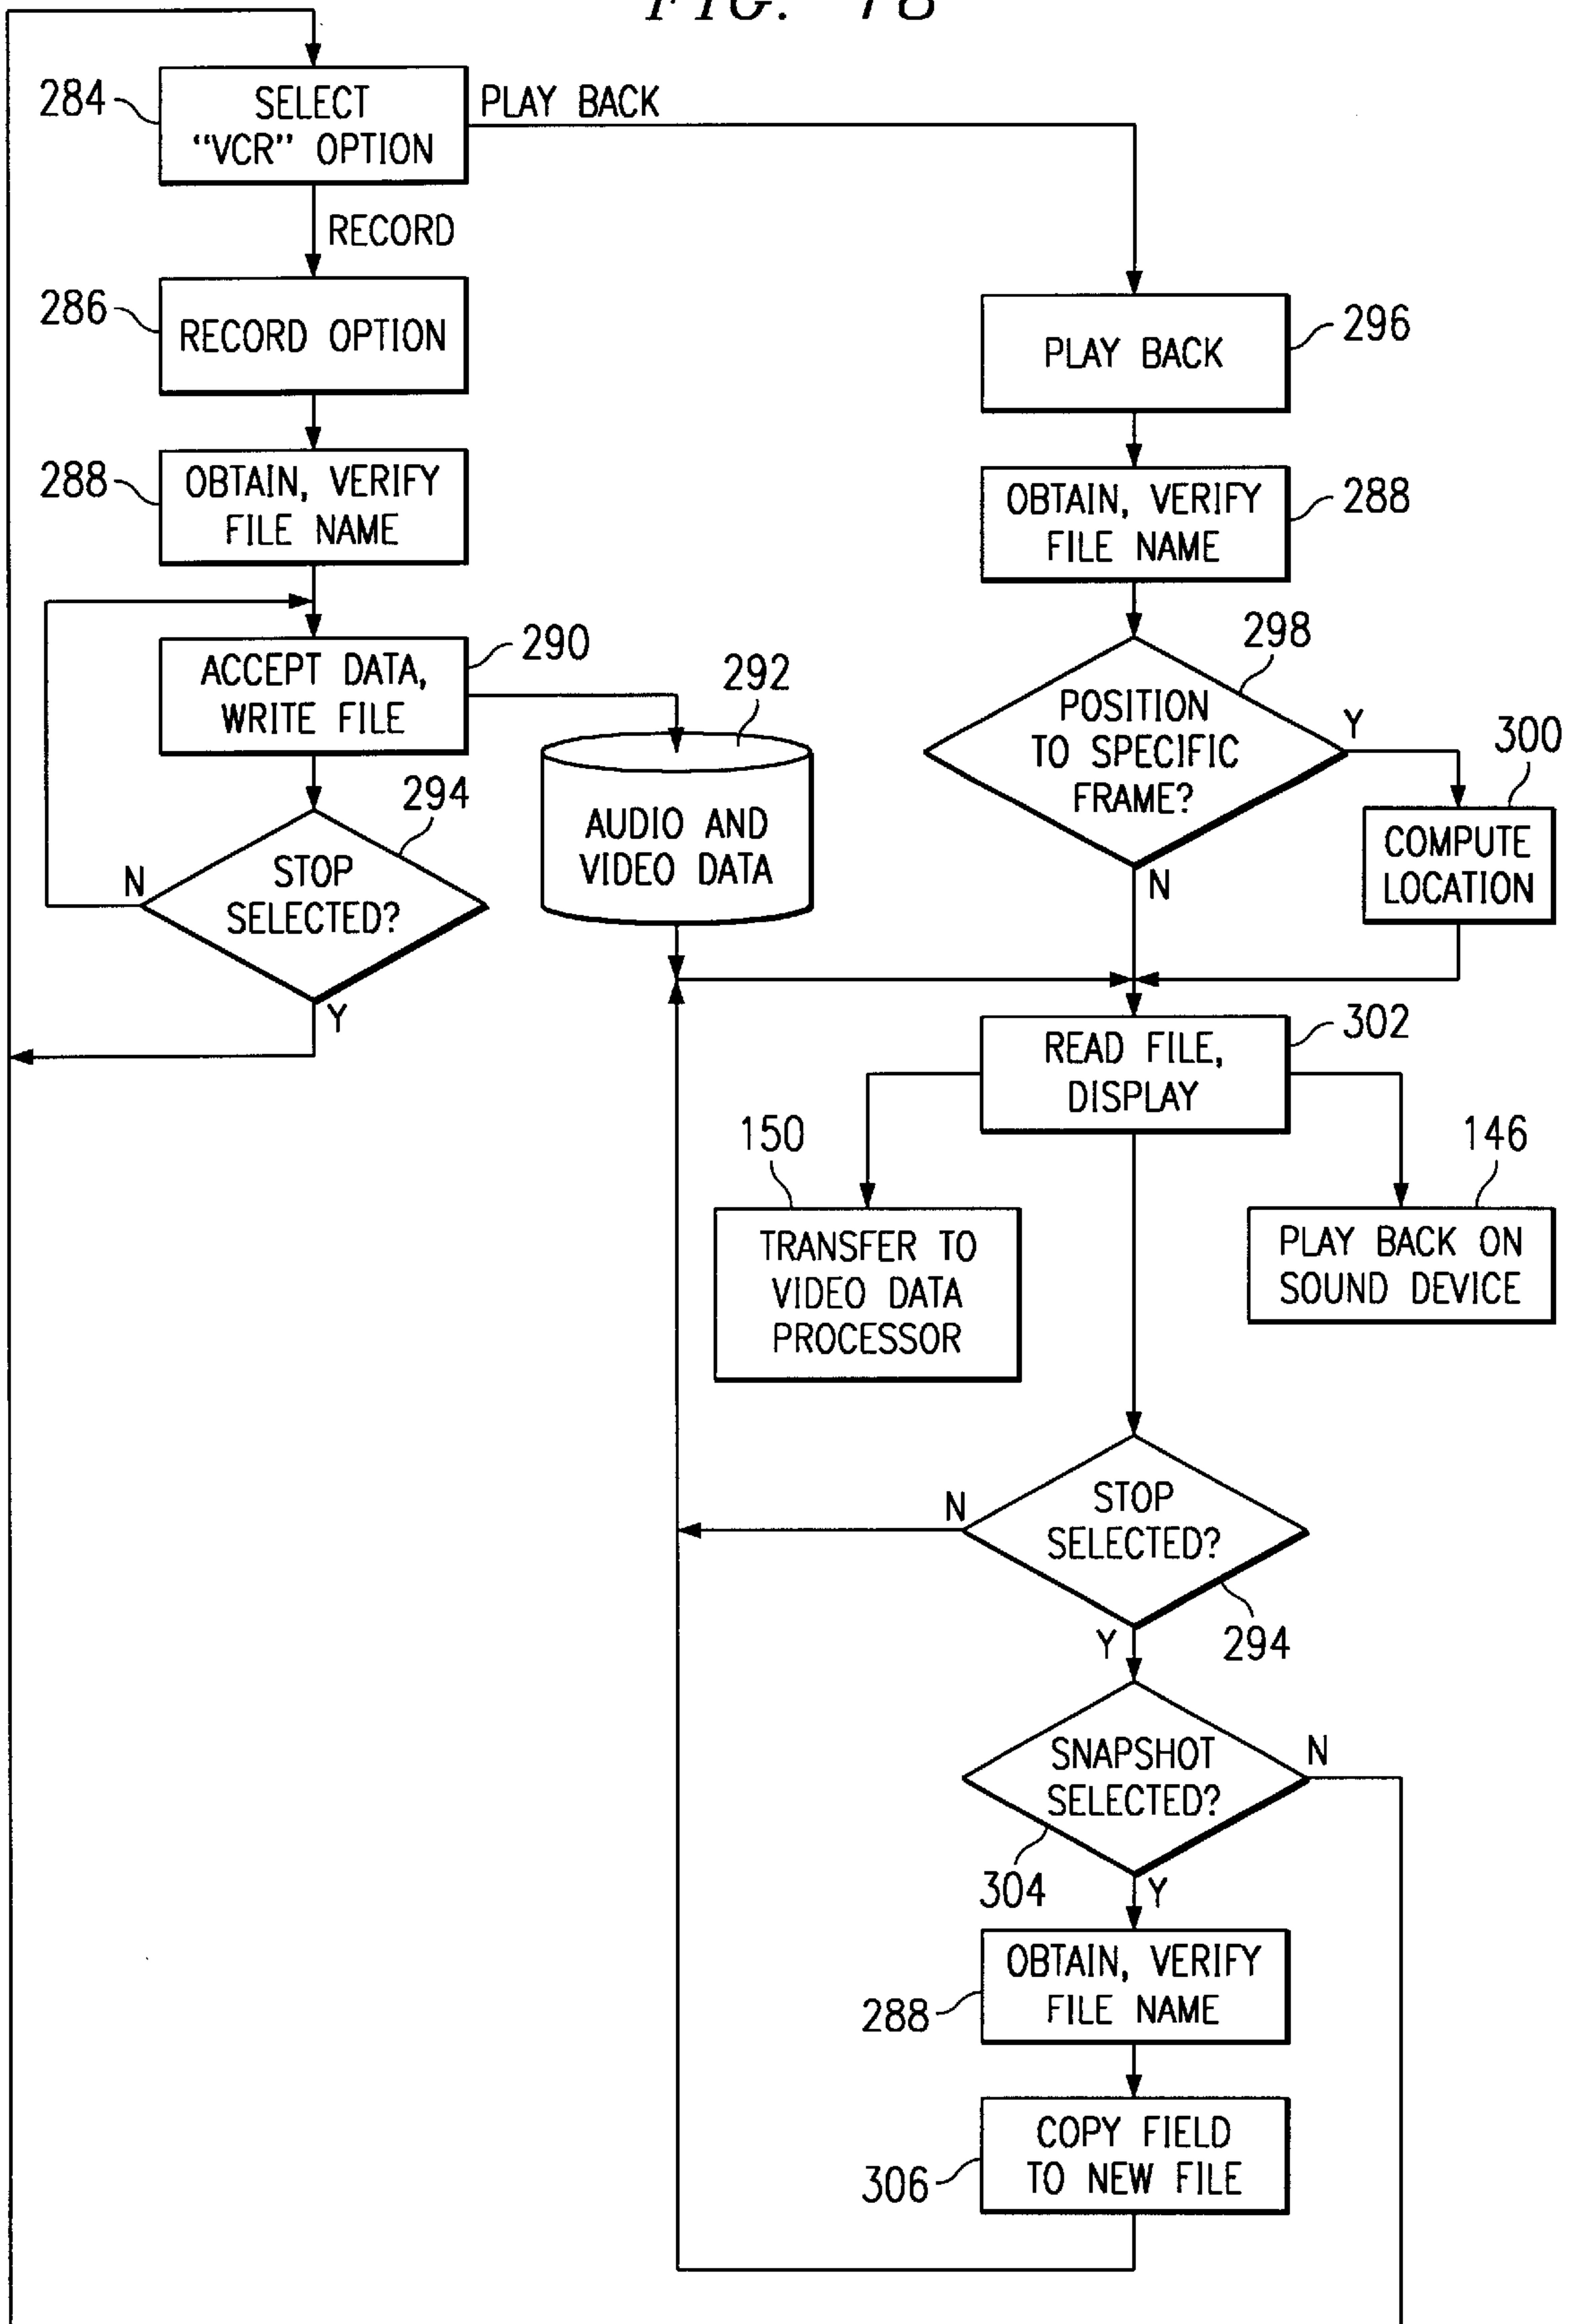 284
SELECT
"VCR" OPTION
PLAY BACK
RECORD
286
RECORD OPTION
296
PLAY BACK
288
OBTAIN, VERIFY
FILE NAME
288
OBTAIN, VERIFY
FILE NAME
290
ACCEPT DATA,
WRITE FILE
292
AUDIO AND
VIDEO DATA
294
STOP
SELECTED?
N
Y
298
POSITION
TO SPECIFIC
FRAME?
Y
N
300
COMPUTE
LOCATION
302
READ FILE,
DISPLAY
150
TRANSFER TO
VIDEO DATA
PROCESSOR
146
PLAY BACK ON
SOUND DEVICE
STOP
SELECTED?
N
Y
294
SNAPSHOT
SELECTED?
N
304
Y
OBTAIN, VERIFY
FILE NAME
288
COPY FIELD
TO NEW FILE
306